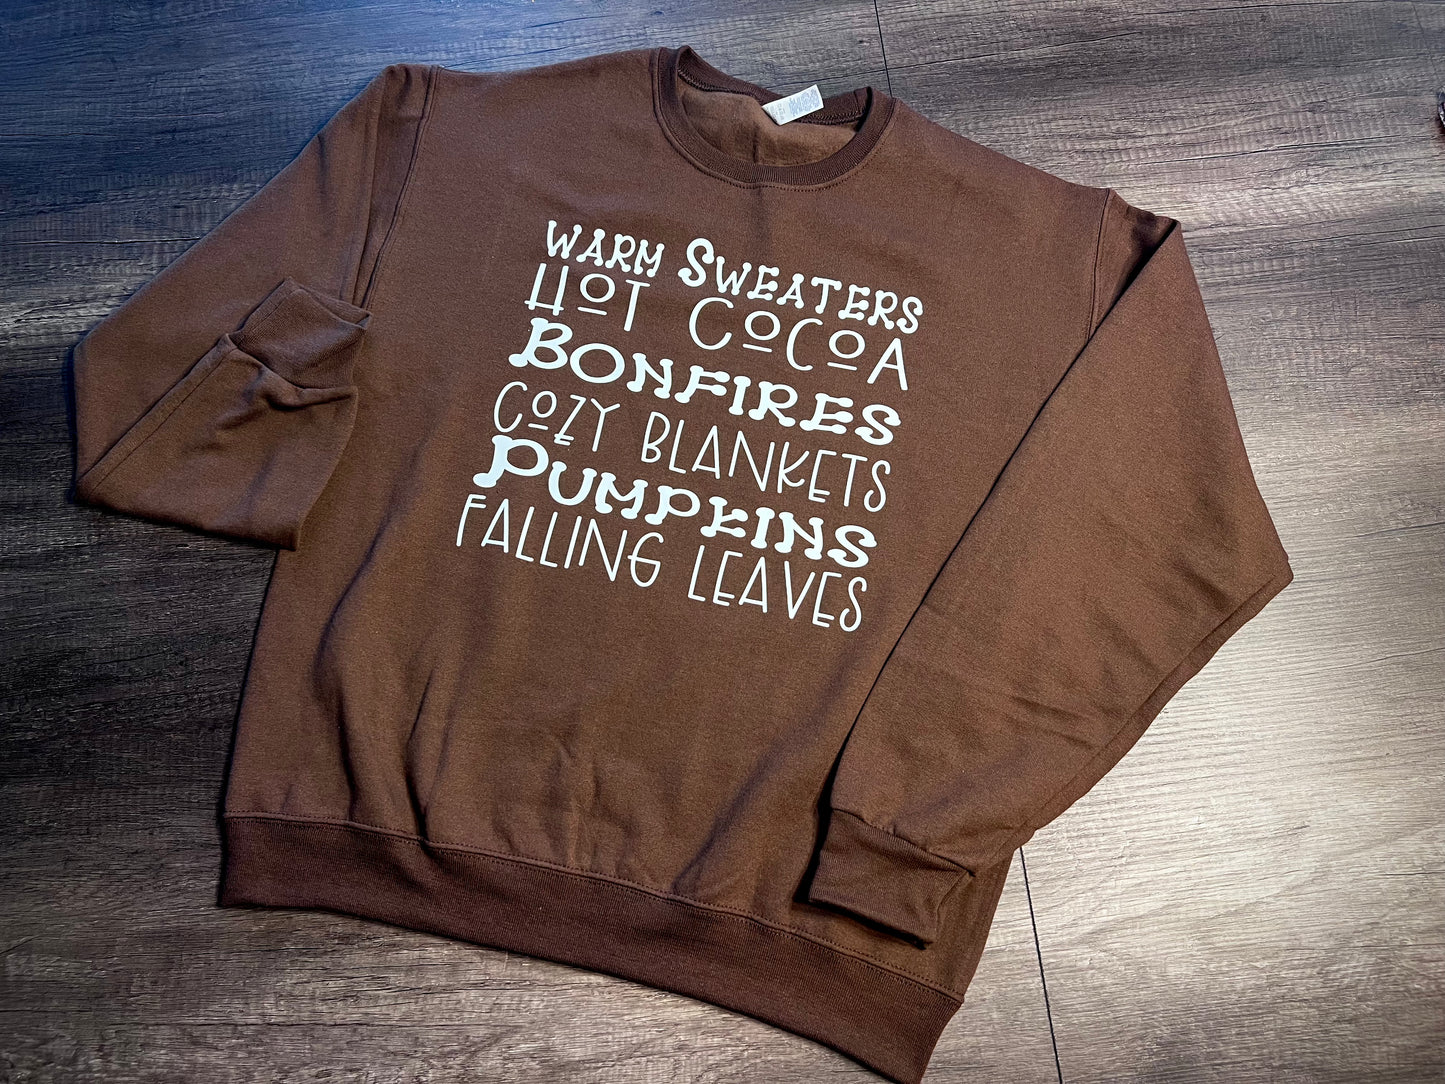 WARM SWEATERS
HOT COCOA
BONFIRES
COZY BLANKETS
PUMPKINS
FALLING LEAVES